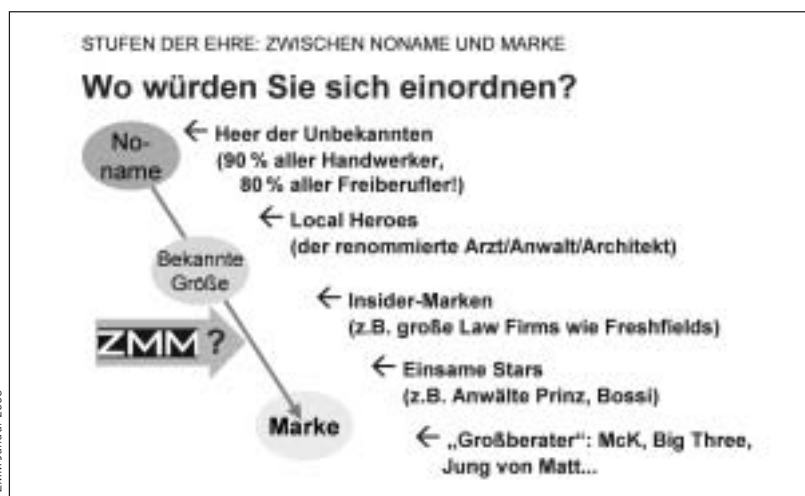 STUFEN DER EHRE: ZWISCHEN NONAME UND MARKE
Wo würden Sie sich einordnen?
No-
name
← Heer der Unbekannten
(90 % aller Handwerker,
80 % aller Freiberufler!)
← Local Heroes
(der renommierte Arzt/Anwalt/Architekt)
Bekannte
Größe
← Insider-Marken
(z.B. große Law Firms wie Freshfields)
ZMM ?
← Einsame Stars
(z.B. Anwälte Prinz, Bossi)
Marke
← „Großberater“: McK, Big Three,
Jung von Matt...